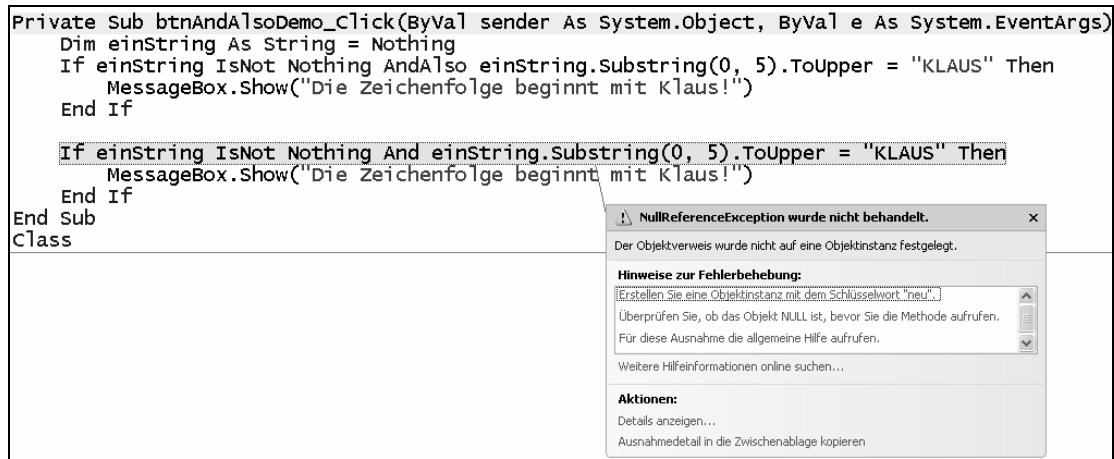 Private Sub btnAndAlsoDemo_Click(ByVal sender As System.Object, ByVal e As System.EventArgs)
Dim einString As String = Nothing
If einString IsNot Nothing AndAlso einString.Substring(0, 5).ToUpper = "KLAUS" Then
MessageBox.Show("Die Zeichenfolge beginnt mit Klaus!")
End If
If einString IsNot Nothing And einString.Substring(0, 5).ToUpper = "KLAUS" Then
MessageBox.Show("Die Zeichenfolge beginnt mit Klaus!")
End If
End Sub
Class
NullReferenceException wurde nicht behandelt.
Der Objektverweis wurde nicht auf eine Objektinstanz festgelegt.
Hinweise zur Fehlerbehebung:
Erstellen Sie eine Objektinstanz mit dem Schlüsselwort "neu".
Überprüfen Sie, ob das Objekt NULL ist, bevor Sie die Methode aufrufen.
Für diese Ausnahme die allgemeine Hilfe aufrufen.
Weitere Hilfeinformationen online suchen...
Aktionen:
Details anzeigen...
Ausnahmedetail in die Zwischenablage kopieren